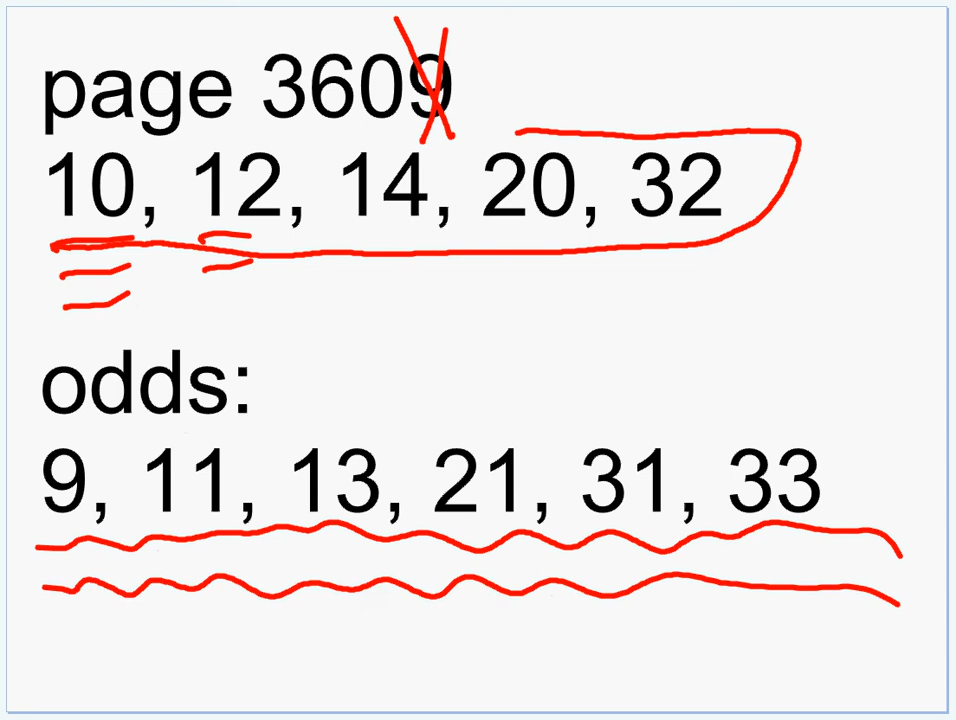 page 3609
10, 12, 14, 20, 32
odds:
9, 11, 13, 21, 31, 33